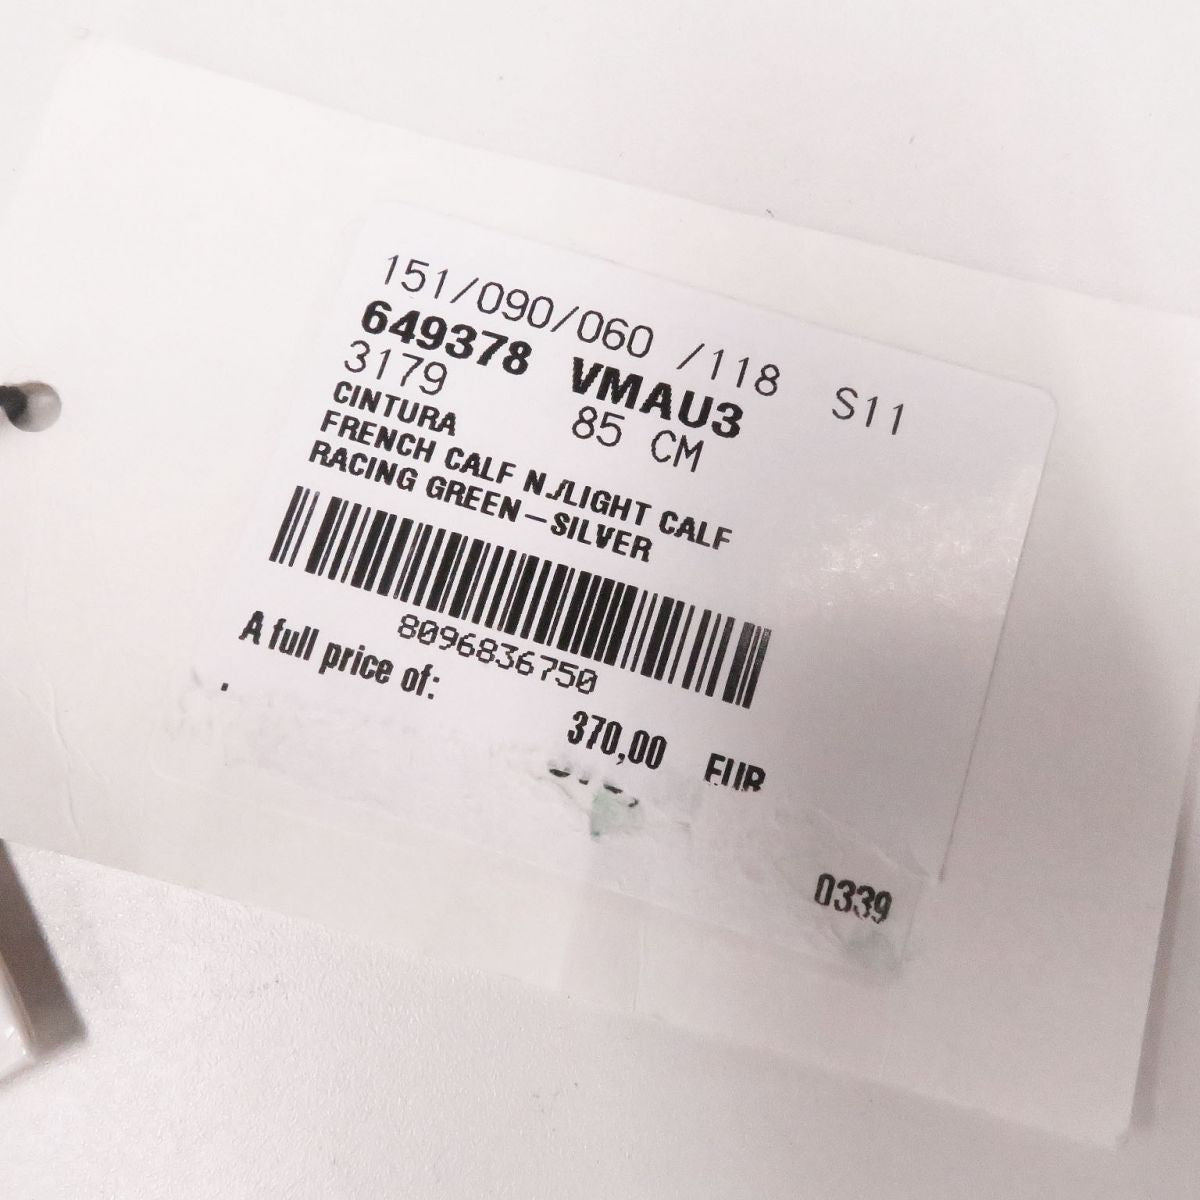 151/090/060 /118 S11
649378 VMAU3
3179 85 CM
CINTURA
FRENCH CALF N./LIGHT CALF
RACING GREEN-SILVER
8096836750
A full price of:
370,00 EUR
0339